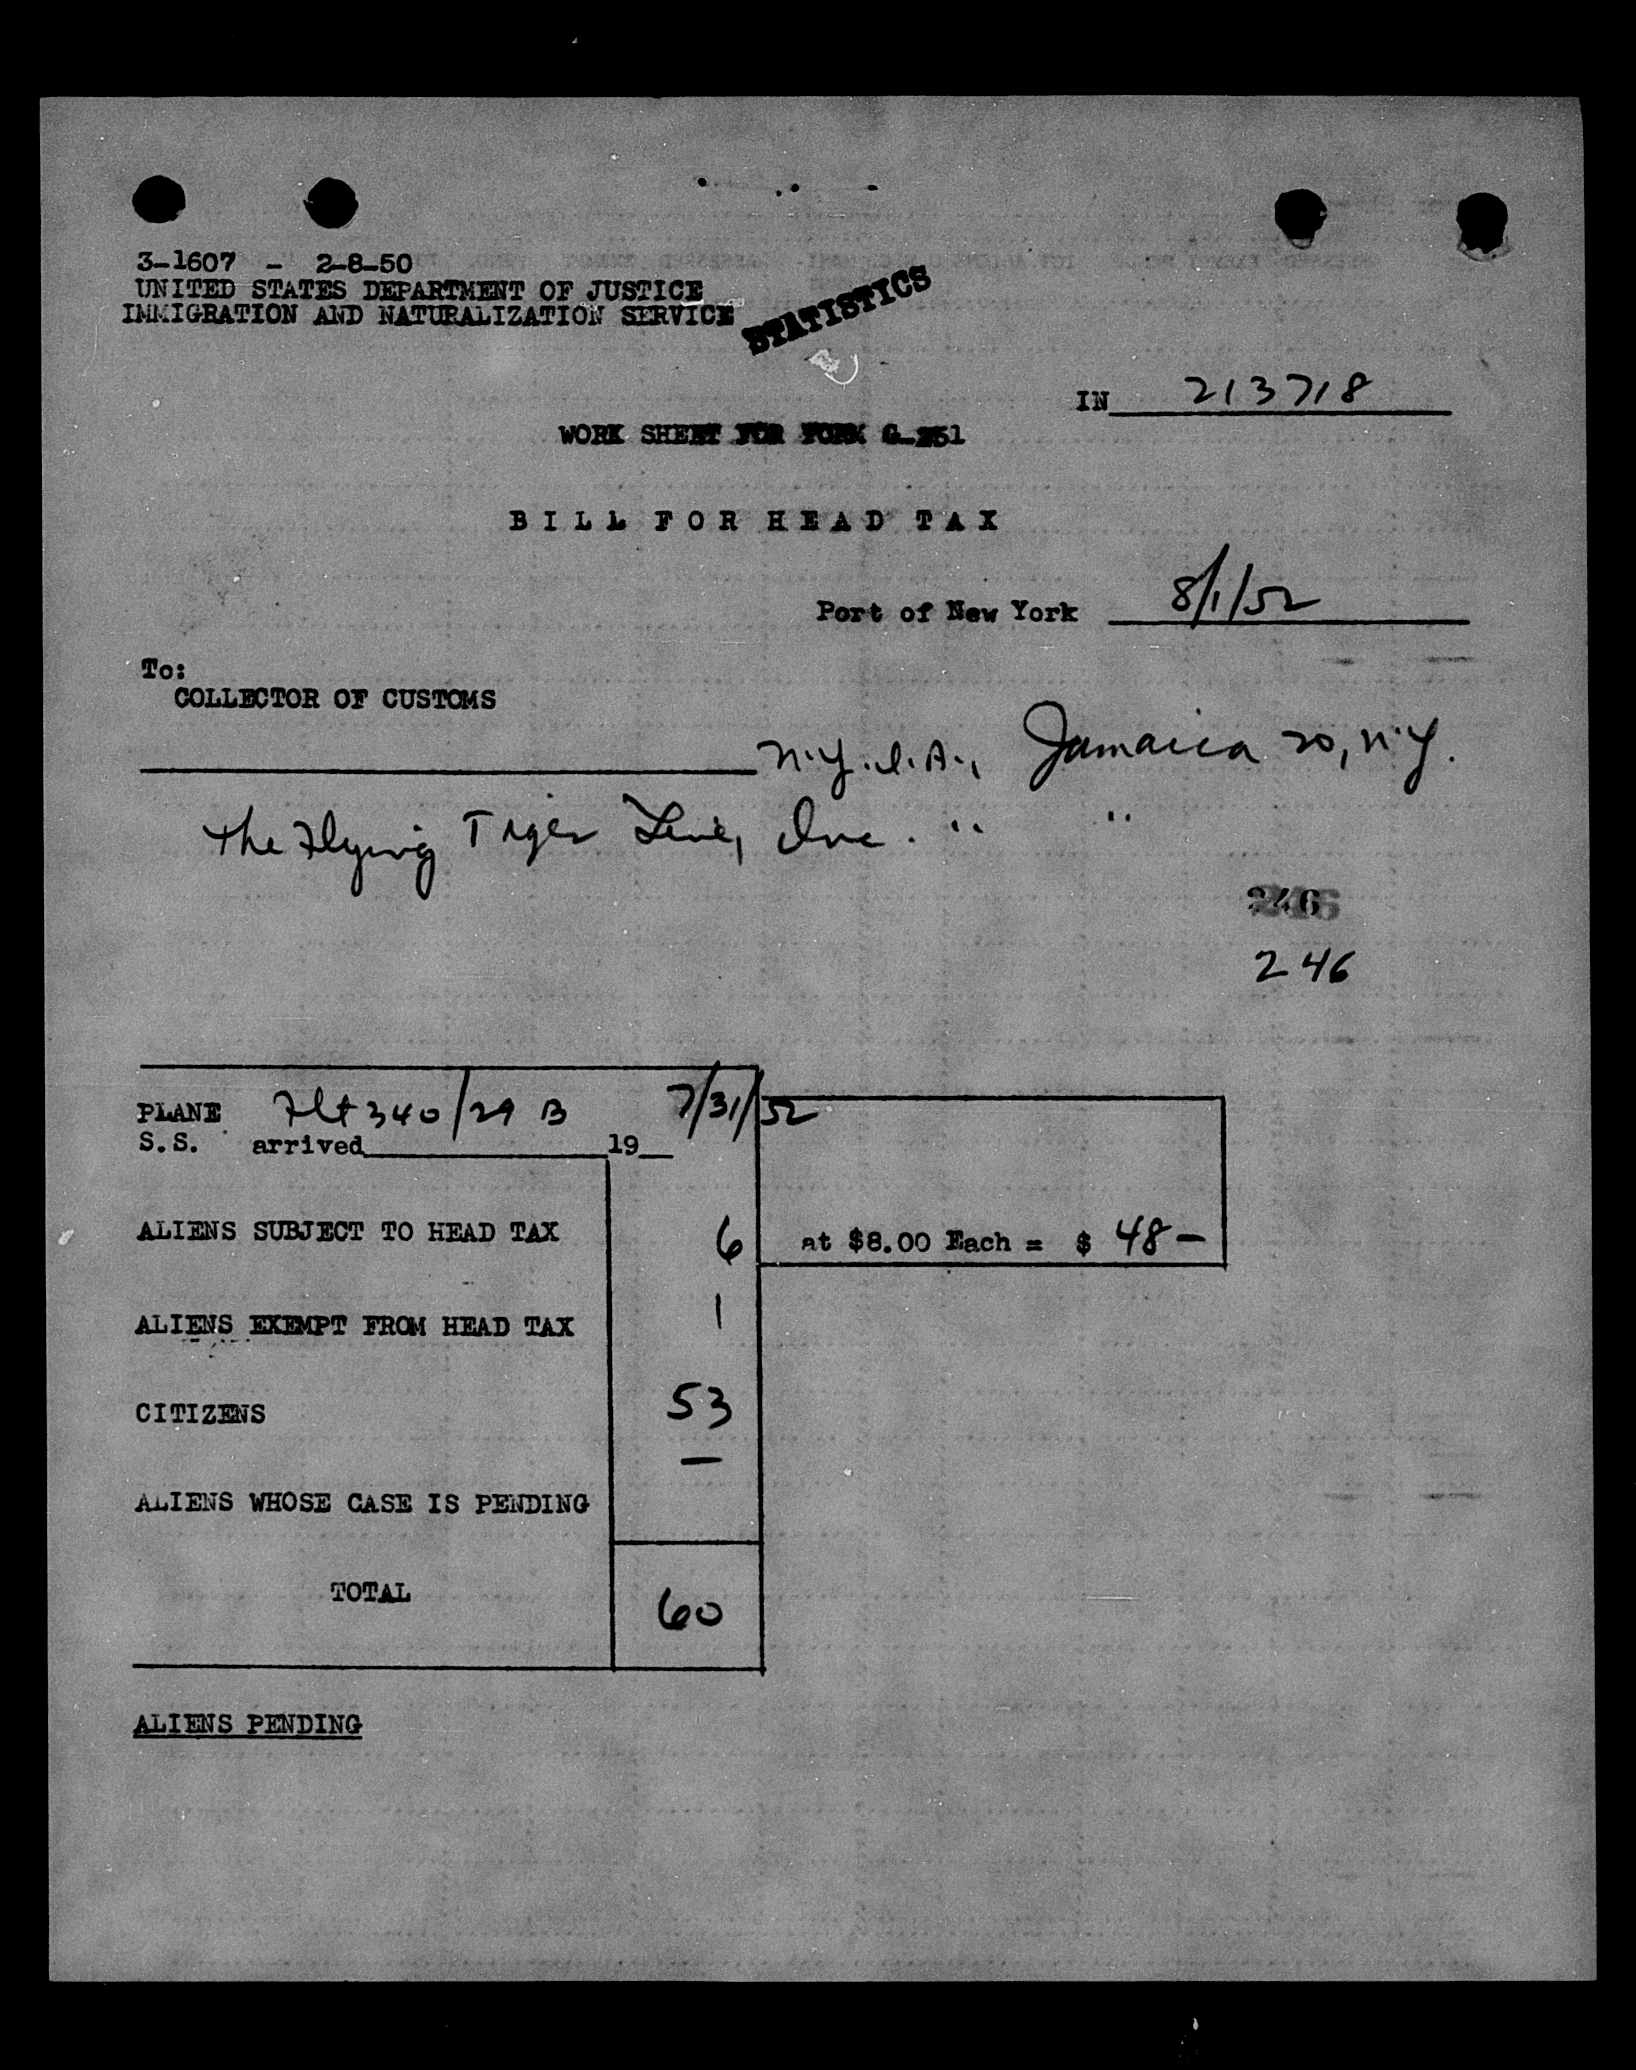 3-1607 - 2-8-50
UNITED STATES DEPARTMENT OF JUSTICE
IMMIGRATION AND NATURALIZATION SERVICE
STATISTICS
IN 213718
WORK SHEET FOR FORM G-251
BILL FOR HEAD TAX
Port of New York 8/1/52
To:
COLLECTOR OF CUSTOMS
N.Y.I.A., Jamaica 20, N.Y.
The Flying Tiger Line, Inc. " "
246
246
PLANE Flt 340/29 B 7/31/52
S.S. arrived 19
ALIENS SUBJECT TO HEAD TAX 6 at $8.00 Each = $ 48 —
ALIENS EXEMPT FROM HEAD TAX 1
CITIZENS 53
ALIENS WHOSE CASE IS PENDING —
TOTAL 60
ALIENS PENDING